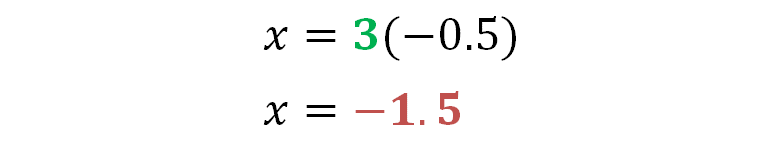 x = 3(−0.5)
x = −1.5